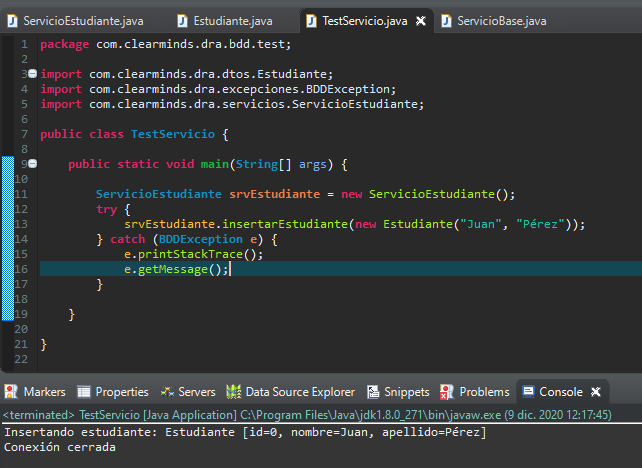 ServicioEstudiante.java Estudiante.java TestServicio.java ServicioBase.java
1 package com.clearminds.dra.bdd.test;
2
3 import com.clearminds.dra.dtos.Estudiante;
4 import com.clearminds.dra.excepciones.BDDException;
5 import com.clearminds.dra.servicios.ServicioEstudiante;
6
7 public class TestServicio {
8
9 public static void main(String[] args) {
10
11 ServicioEstudiante srvEstudiante = new ServicioEstudiante();
12 try {
13 srvEstudiante.insertarEstudiante(new Estudiante("Juan", "Pérez"));
14 } catch (BDDException e) {
15 e.printStackTrace();
16 e.getMessage();
17 }
18
19 }
20
21 }
22
Markers Properties Servers Data Source Explorer Snippets Problems Console
<terminated> TestServicio [Java Application] C:\Program Files\Java\jdk1.8.0_271\bin\javaw.exe (9 dic. 2020 12:17:45)
Insertando estudiante: Estudiante [id=0, nombre=Juan, apellido=Pérez]
Conexión cerrada